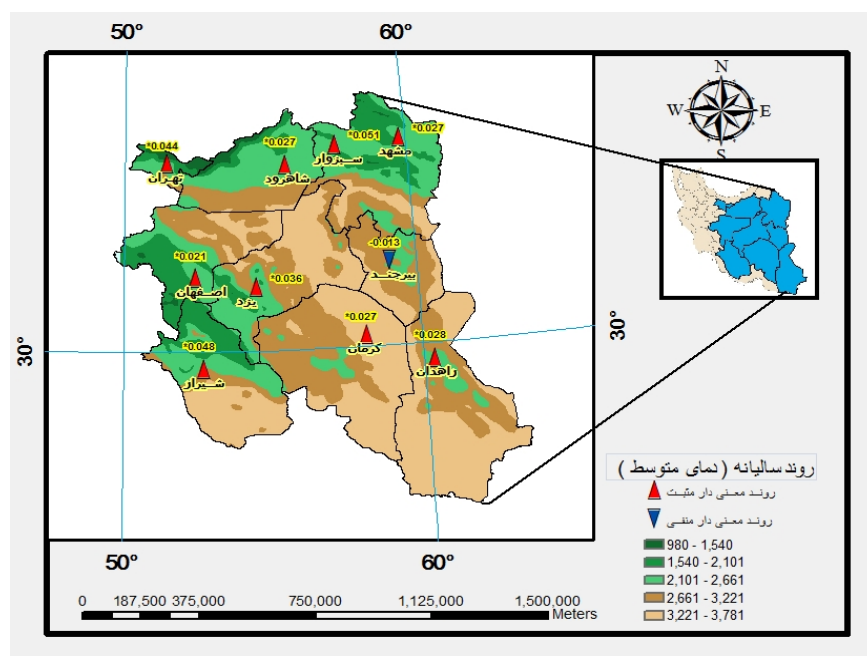 50° 60°
N
W E
S
*0.044
تهران
*0.027
شاهرود
*0.051
سبزوار
*0.027
مشهد
-0.013
بیرجند
*0.021
اصفهان
*0.036
یزد
*0.027
کرمان
*0.028
زاهدان
*0.048
شیراز
30° 30°
50° 60°
روند سالیانه ( دمای متوسط )
روند معنی دار مثبت
روند معنی دار منفی
980 - 1,540
1,540 - 2,101
2,101 - 2,661
2,661 - 3,221
3,221 - 3,781
0 187,500 375,000 750,000 1,125,000 1,500,000
Meters